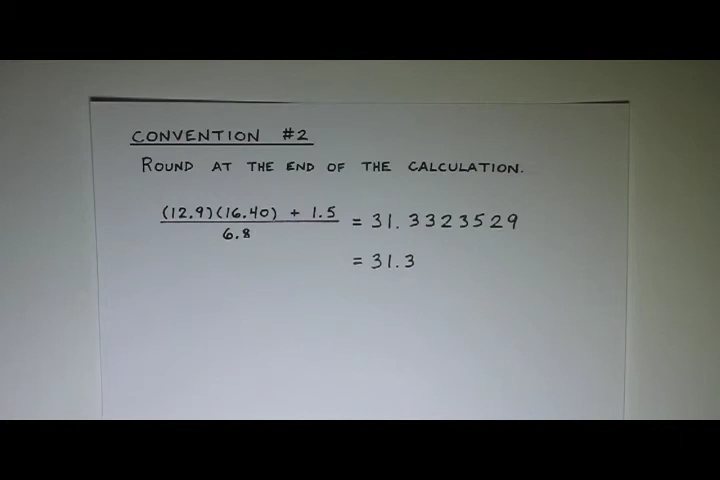 CONVENTION #2
ROUND AT THE END OF THE CALCULATION.
(12.9)(16.40) + 1.5
6.8
= 31.3323529
= 31.3